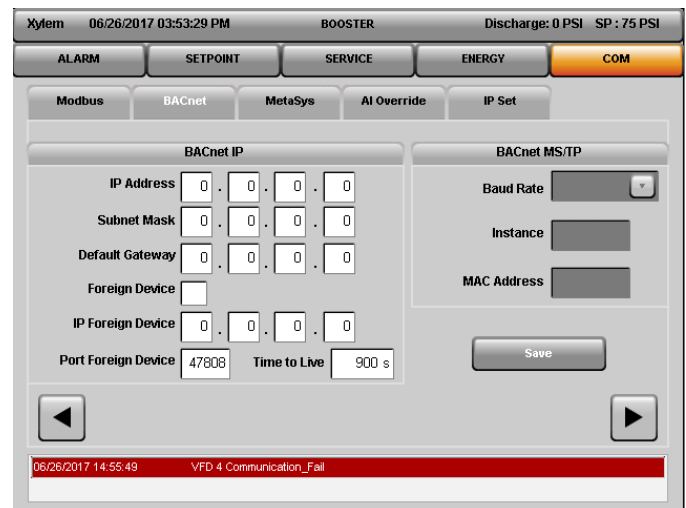 Xylem 06/26/2017 03:53:29 PM BOOSTER Discharge: 0 PSI SP : 75 PSI
ALARM SETPOINT SERVICE ENERGY COM
Modbus BACnet MetaSys AI Override IP Set
BACnet IP BACnet MS/TP
IP Address 0 . 0 . 0 . 0 Baud Rate
Subnet Mask 0 . 0 . 0 . 0 Instance
Default Gateway 0 . 0 . 0 . 0
Foreign Device MAC Address
IP Foreign Device 0 . 0 . 0 . 0
Port Foreign Device 47808 Time to Live 900 s Save
06/26/2017 14:55:49 VFD 4 Communication_Fail